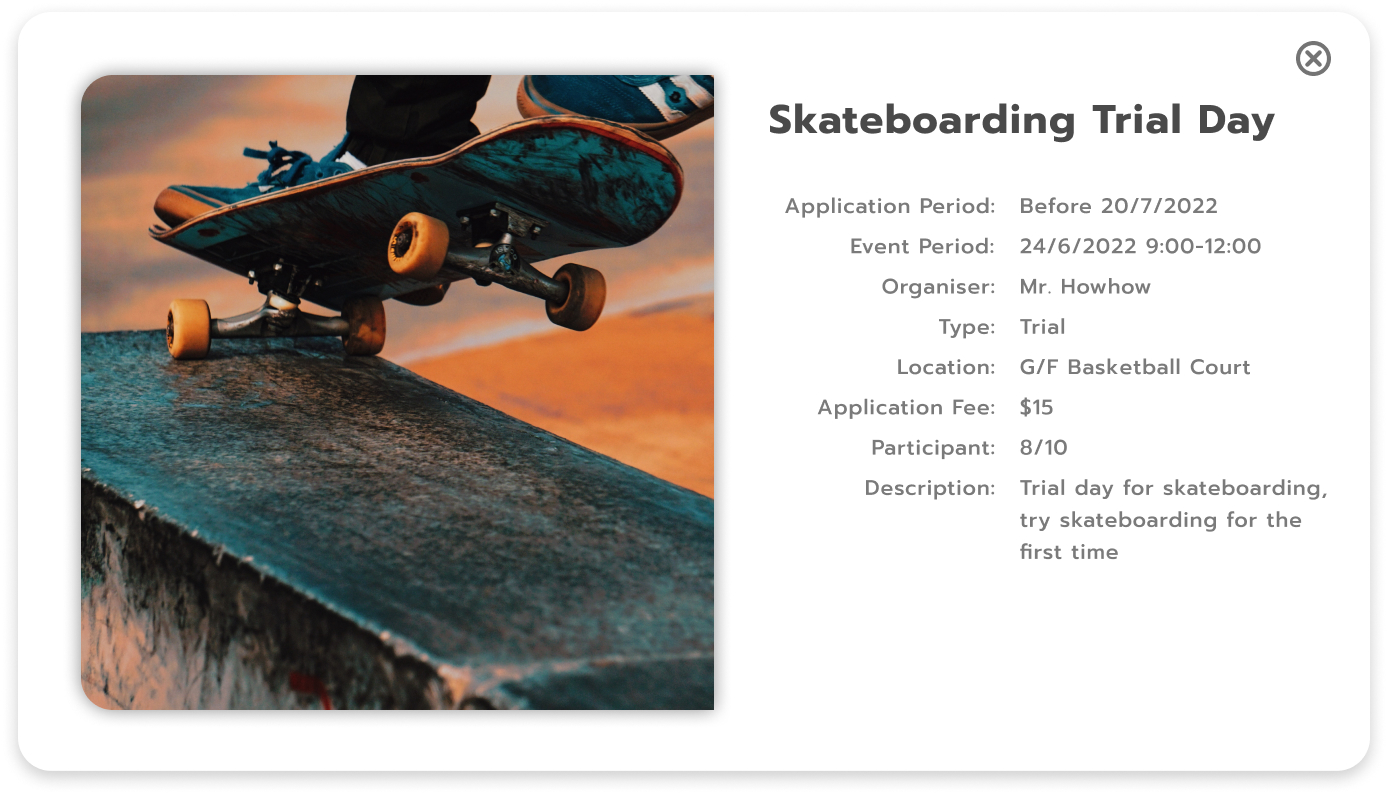 Skateboarding Trial Day
Application Period: Before 20/7/2022
Event Period: 24/6/2022 9:00-12:00
Organiser: Mr. Howhow
Type: Trial
Location: G/F Basketball Court
Application Fee: $15
Participant: 8/10
Description: Trial day for skateboarding,
try skateboarding for the
first time